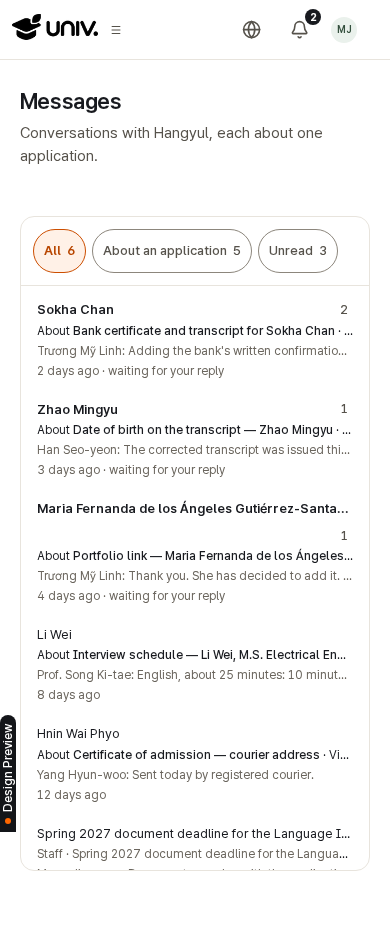 UNIV.
2
MJ
Messages
Conversations with Hangyul, each about one
application.
All 6
About an application 5
Unread 3
Sokha Chan 2
About Bank certificate and transcript for Sokha Chan · ...
Trương Mỹ Linh: Adding the bank's written confirmatio...
2 days ago · waiting for your reply
Zhao Mingyu 1
About Date of birth on the transcript — Zhao Mingyu · ...
Han Seo-yeon: The corrected transcript was issued thi...
3 days ago · waiting for your reply
Maria Fernanda de los Ángeles Gutiérrez-Santa...
1
About Portfolio link — Maria Fernanda de los Ángeles...
Trương Mỹ Linh: Thank you. She has decided to add it. ...
4 days ago · waiting for your reply
Li Wei
About Interview schedule — Li Wei, M.S. Electrical En...
Prof. Song Ki-tae: English, about 25 minutes: 10 minut...
8 days ago
Hnin Wai Phyo
About Certificate of admission — courier address · Vi...
Yang Hyun-woo: Sent today by registered courier.
12 days ago
Spring 2027 document deadline for the Language I...
Staff · Spring 2027 document deadline for the Langua...
Design Preview